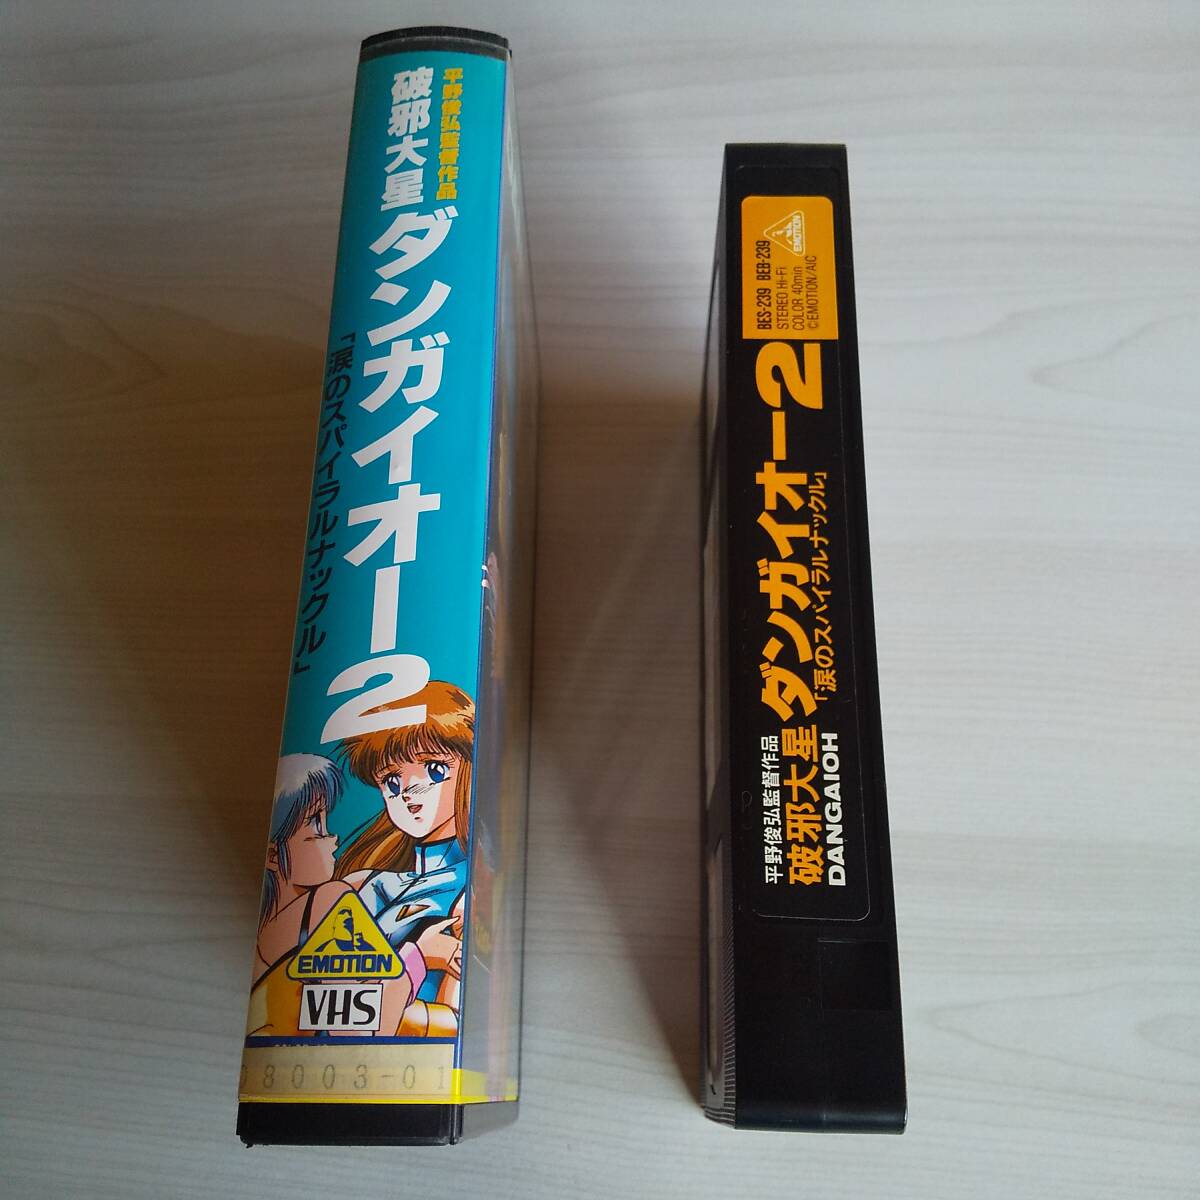 平野俊弘監督作品
破邪大星ダンガイオー2
「涙のスパイラルナックル」
EMOTION
VHS
08003-01
EMOTION
BES-239 BEB-239
STEREO Hi-Fi
COLOR 40min
©EMOTION/AIC
平野俊弘監督作品
破邪大星ダンガイオー2
「涙のスパイラルナックル」
DANGAIOH